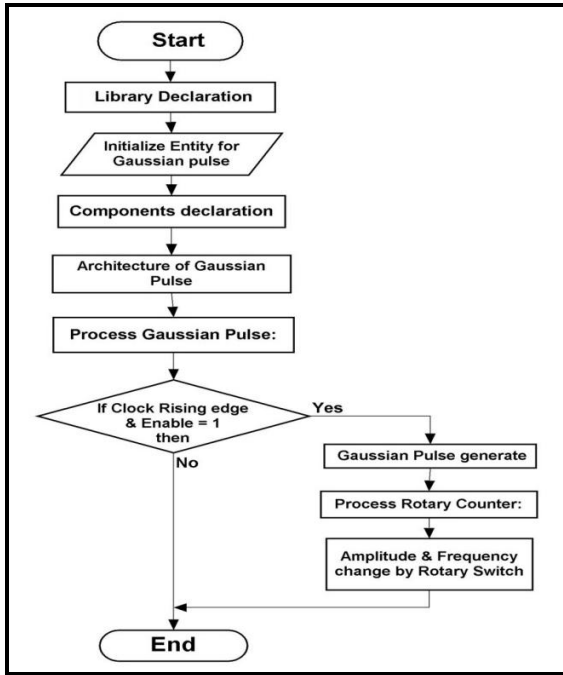 Start
Library Declaration
Initialize Entity for
Gaussian pulse
Components declaration
Architecture of Gaussian
Pulse
Process Gaussian Pulse:
If Clock Rising edge
& Enable = 1
then
Yes
No
Gaussian Pulse generate
Process Rotary Counter:
Amplitude & Frequency
change by Rotary Switch
End